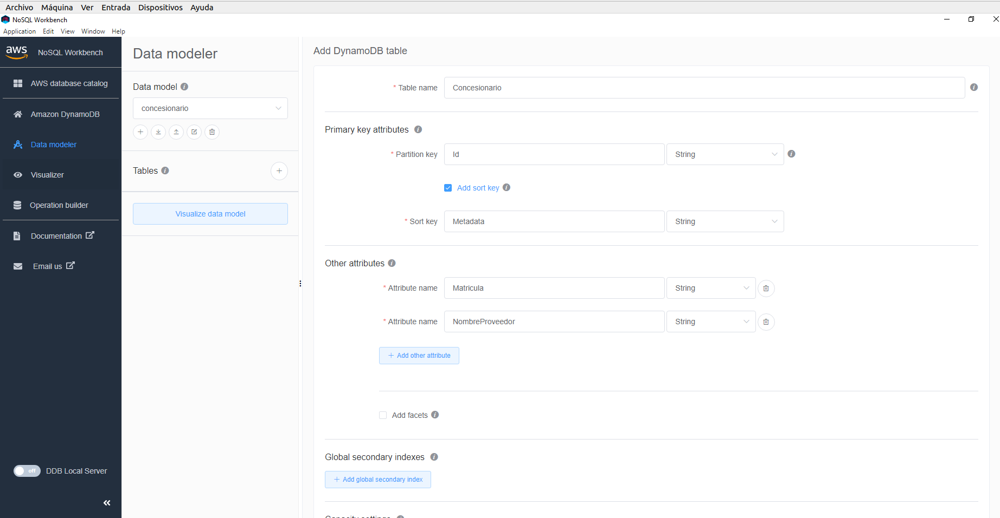 Archivo Máquina Ver Entrada Dispositivos Ayuda
NoSQL Workbench
Application Edit View Window Help
aws NoSQL Workbench
AWS database catalog
Amazon DynamoDB
Data modeler
Visualizer
Operation builder
Documentation
Email us
off DDB Local Server
Data modeler
Data model
concesionario
Tables
Visualize data model
Add DynamoDB table
* Table name Concesionario
Primary key attributes
* Partition key Id String
Add sort key
* Sort key Metadata String
Other attributes
* Attribute name Matricula String
* Attribute name NombreProveedor String
+ Add other attribute
Add facets
Global secondary indexes
+ Add global secondary index
Capacity settings